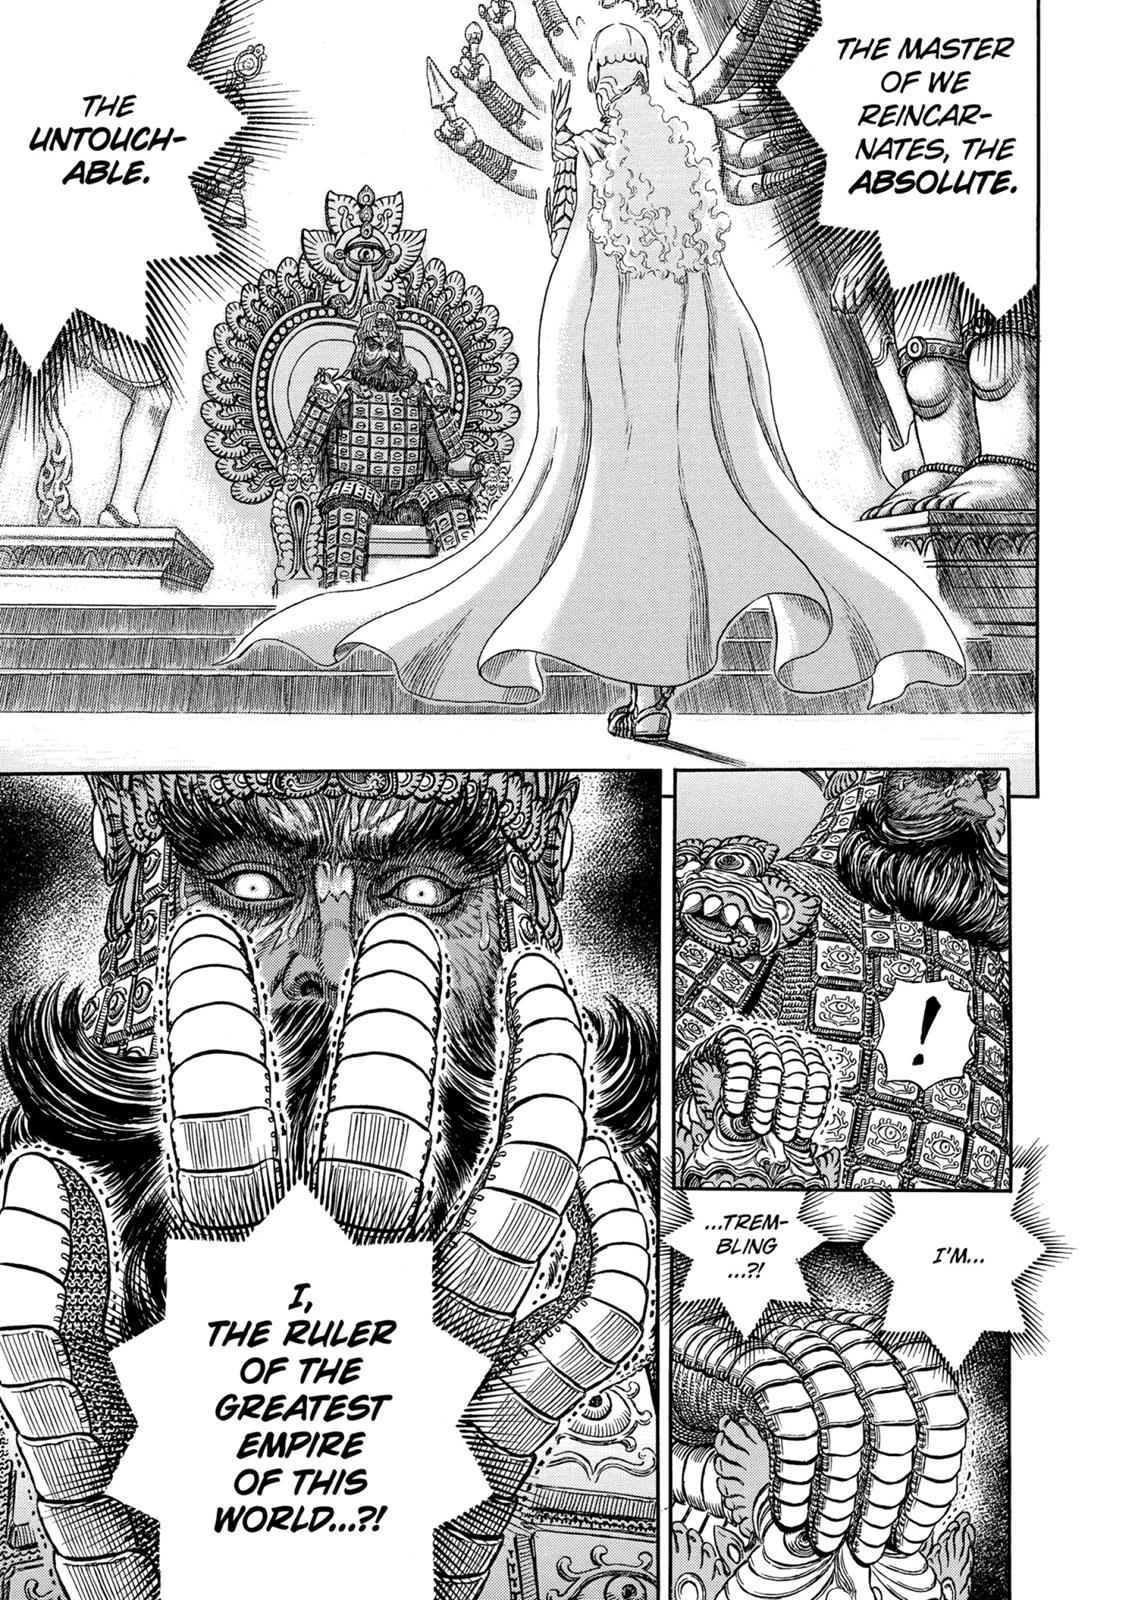 THE MASTER
OF WE
REINCAR-
NATES, THE
ABSOLUTE.
THE
UNTOUCH-
ABLE.
!
I'M...
...TREM-
BLING
...?!
I,
THE RULER
OF THE
GREATEST
EMPIRE
OF THIS
WORLD...?!